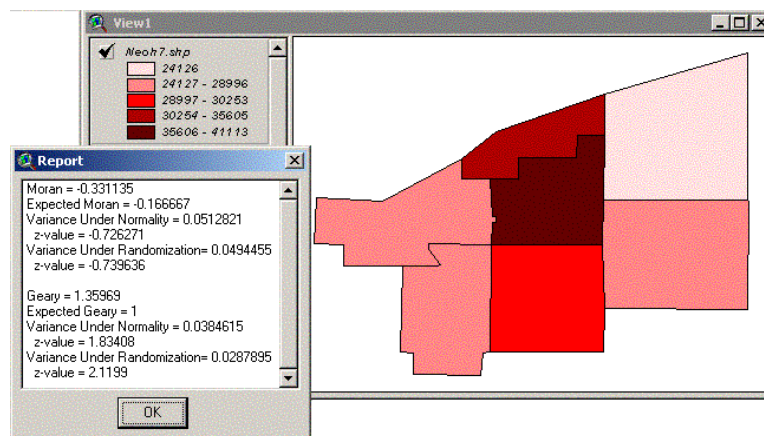 View1
Neoh7.shp
24126
24127 - 28996
28997 - 30253
30254 - 35605
35606 - 41113
Report
Moran = -0.331135
Expected Moran = -0.166667
Variance Under Normality = 0.0512821
z-value = -0.726271
Variance Under Randomization= 0.0494455
z-value = -0.739636
Geary = 1.35969
Expected Geary = 1
Variance Under Normality = 0.0384615
z-value = 1.83408
Variance Under Randomization= 0.0287895
z-value = 2.1199
OK